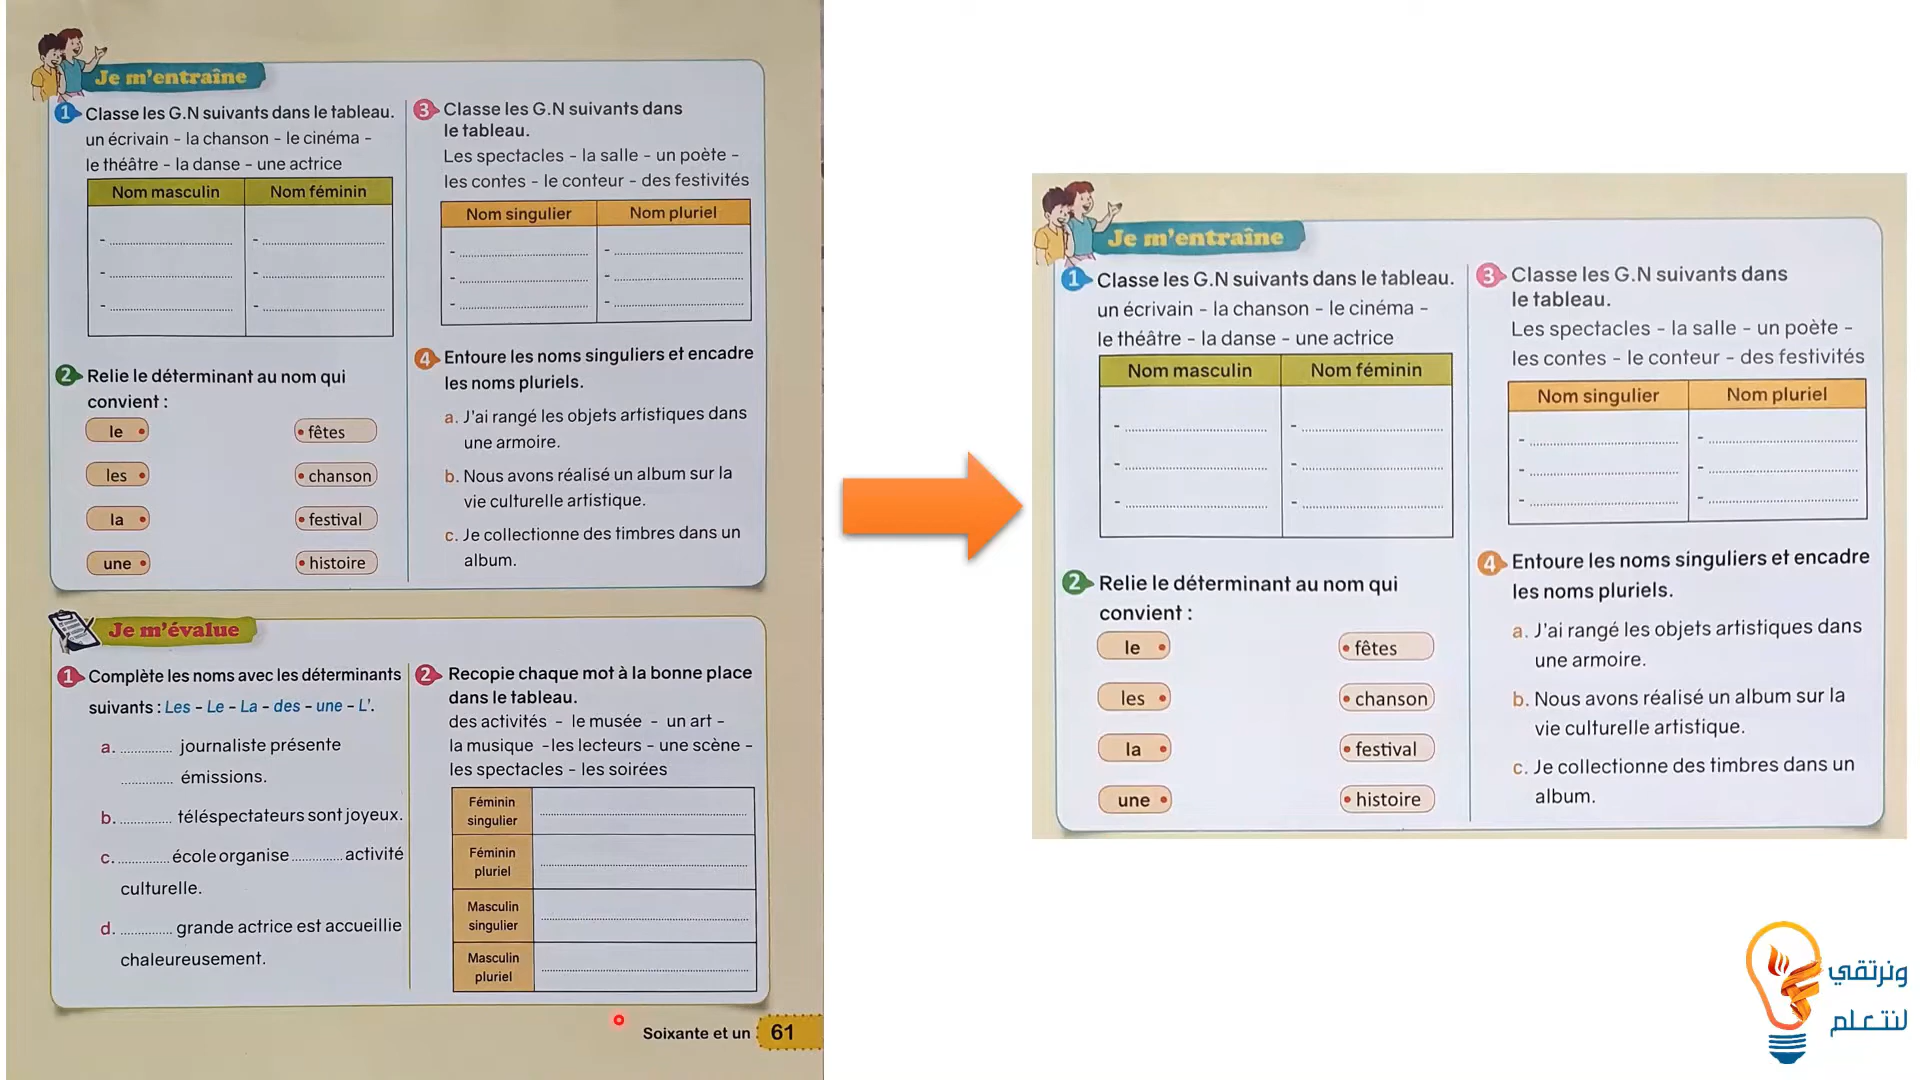 Je m'entraîne
1 Classe les G.N suivants dans le tableau.
un écrivain - la chanson - le cinéma -
le théâtre - la danse - une actrice
Nom masculin Nom féminin
- ........ - ........
- ........ - ........
- ........ - ........
2 Relie le déterminant au nom qui
convient :
le • • fêtes
les • • chanson
la • • festival
une • • histoire
3 Classe les G.N suivants dans
le tableau.
Les spectacles - la salle - un poète -
les contes - le conteur - des festivités
Nom singulier Nom pluriel
- ........ - ........
- ........ - ........
- ........ - ........
4 Entoure les noms singuliers et encadre
les noms pluriels.
a. J'ai rangé les objets artistiques dans
une armoire.
b. Nous avons réalisé un album sur la
vie culturelle artistique.
c. Je collectionne des timbres dans un
album.
Je m'évalue
1 Complète les noms avec les déterminants
suivants : Les - Le - La - des - une - L'.
a. ............. journaliste présente
............. émissions.
b. ............. téléspectateurs sont joyeux.
c. ............. école organise ............. activité
culturelle.
d. ............. grande actrice est accueillie
chaleureusement.
2 Recopie chaque mot à la bonne place
dans le tableau.
des activités - le musée - un art -
la musique -les lecteurs - une scène -
les spectacles - les soirées
Féminin
singulier
Féminin
pluriel
Masculin
singulier
Masculin
pluriel
Soixante et un 61
Je m'entraîne
1 Classe les G.N suivants dans le tableau.
un écrivain - la chanson - le cinéma -
le théâtre - la danse - une actrice
Nom masculin Nom féminin
- ........ - ........
- ........ - ........
- ........ - ........
2 Relie le déterminant au nom qui
convient :
le • • fêtes
les • • chanson
la • • festival
une • • histoire
3 Classe les G.N suivants dans
le tableau.
Les spectacles - la salle - un poète -
les contes - le conteur - des festivités
Nom singulier Nom pluriel
- ........ - ........
- ........ - ........
- ........ - ........
4 Entoure les noms singuliers et encadre
les noms pluriels.
a. J'ai rangé les objets artistiques dans
une armoire.
b. Nous avons réalisé un album sur la
vie culturelle artistique.
c. Je collectionne des timbres dans un
album.
ونرتقي
لنتعلم